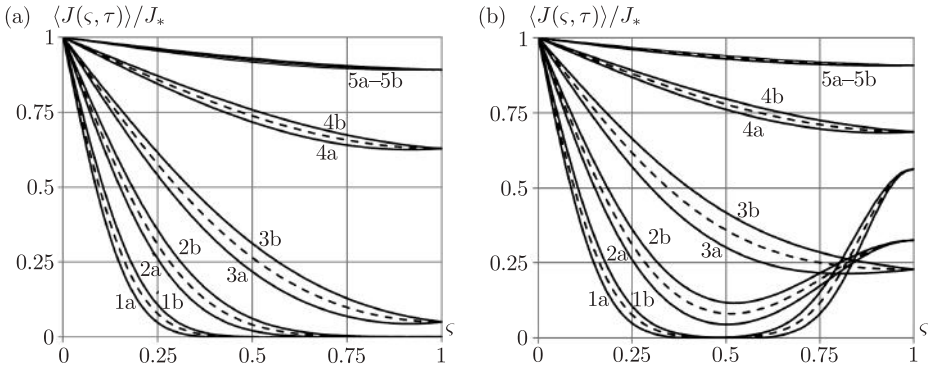 (a) ⟨J(ς, τ)⟩/J* (b) ⟨J(ς, τ)⟩/J*
1 1
5a–5b 5a–5b
0.75 4b 0.75 4b
4a 4a
0.5 0.5
3b 3b
2b 2b
3a 3a
0.25 2a 0.25 2a
1a 1b 1a 1b
0 ς 0 ς
0 0.25 0.5 0.75 1 0 0.25 0.5 0.75 1